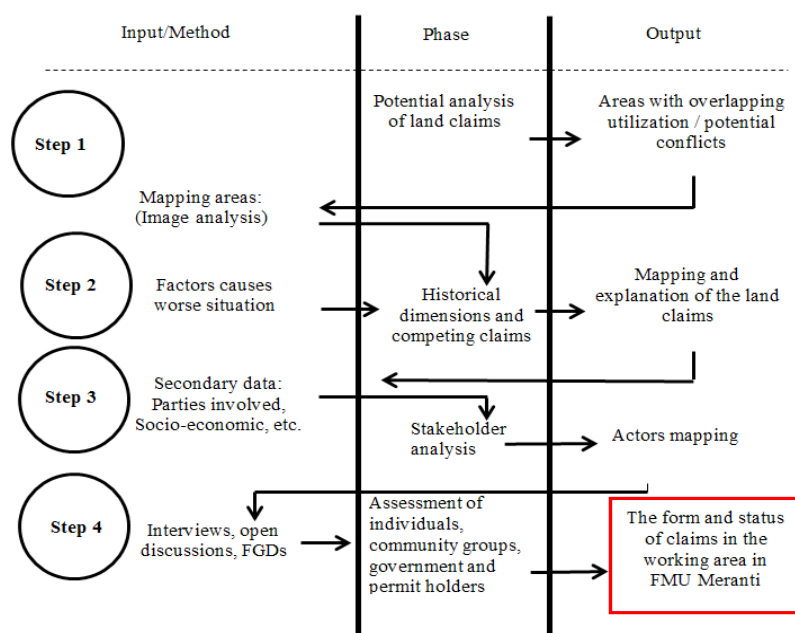 Input/Method
Phase
Output
Step 1
Potential analysis
of land claims
Areas with overlapping
utilization / potential
conflicts
Mapping areas:
(Image analysis)
Step 2
Factors causes
worse situation
Historical
dimensions and
competing claims
Mapping and
explanation of the land
claims
Step 3
Secondary data:
Parties involved,
Socio-economic, etc.
Stakeholder
analysis
Actors mapping
Step 4
Interviews, open
discussions, FGDs
Assessment of
individuals,
community groups,
government and
permit holders
The form and status
of claims in the
working area in
FMU Meranti